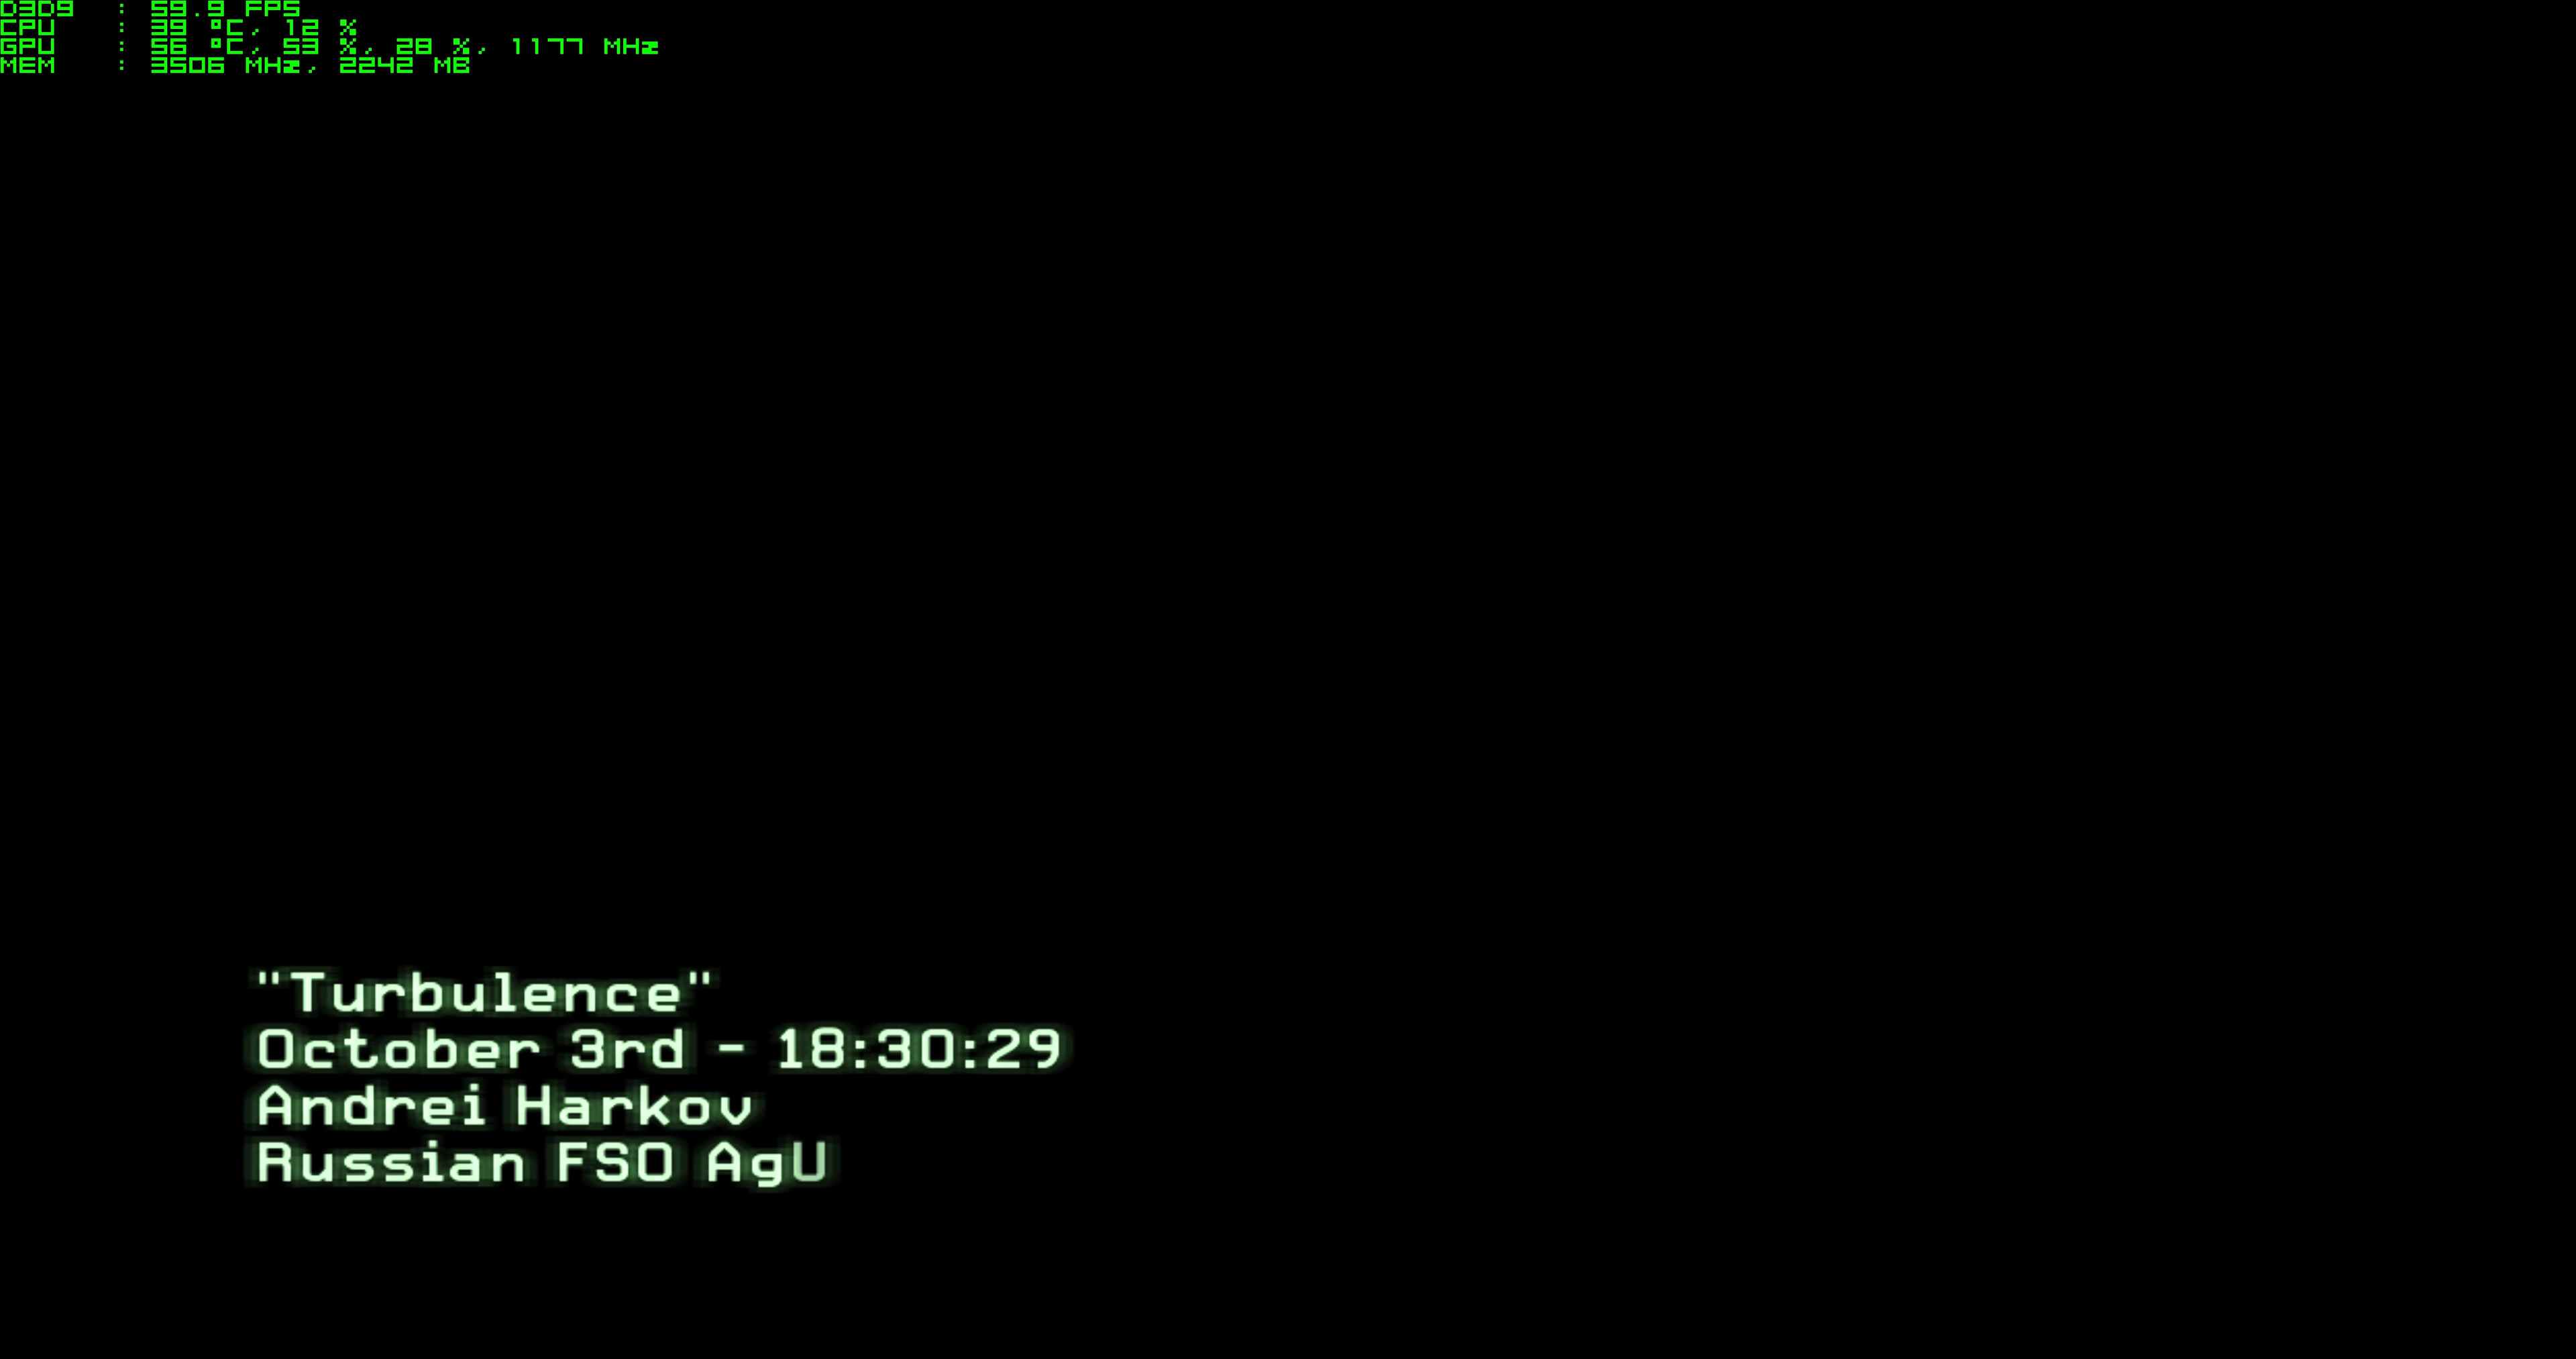 D3D9 : 59.9 FPS
CPU : 39 °C, 12 %
GPU : 56 °C, 53 %, 28 %, 1177 MHz
MEM : 3506 MHz, 2242 MB
"Turbulence"
October 3rd - 18:30:29
Andrei Harkov
Russian FSO AgU